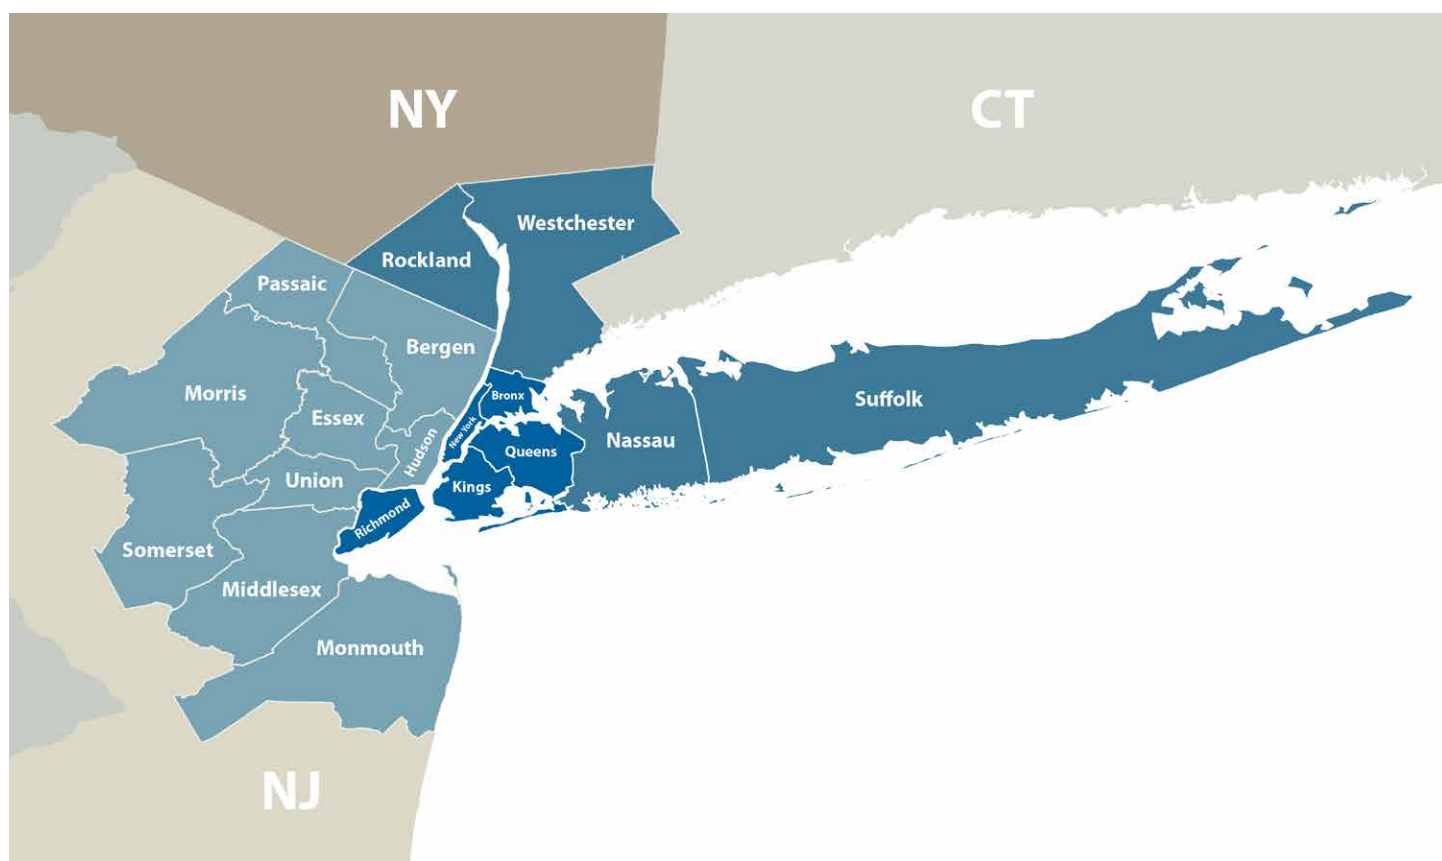 NY
CT
Westchester
Rockland
Passaic
Bergen
Morris
Bronx
Suffolk
Essex
New York
Nassau
Hudson
Queens
Union
Kings
Richmond
Somerset
Middlesex
Monmouth
NJ